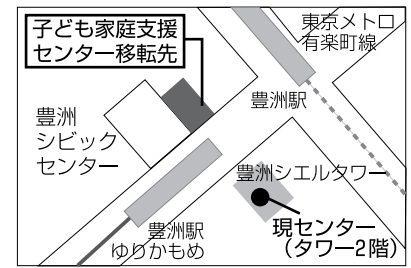 子ども家庭支援
センター移転先
東京メトロ
有楽町線
豊洲駅
豊洲
シビック
センター
豊洲シエルタワー
豊洲駅
ゆりかもめ
現センター
（タワー2階）